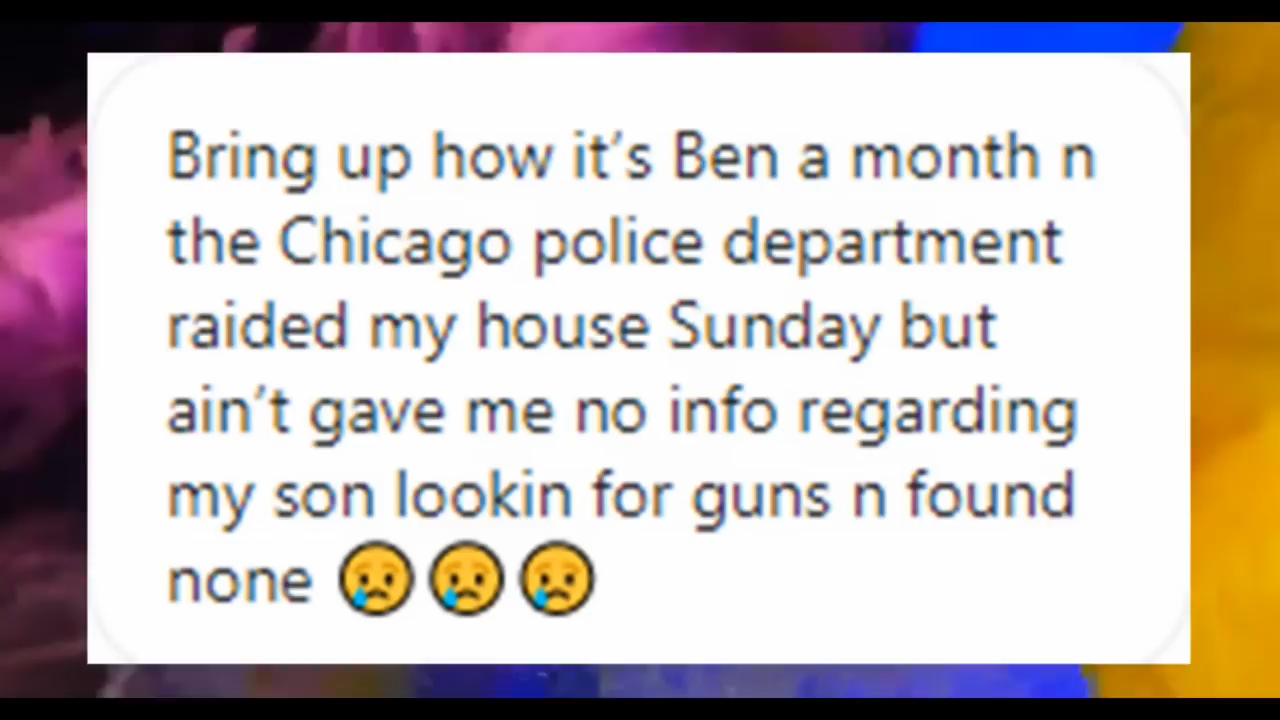 Bring up how it’s Ben a month n
the Chicago police department
raided my house Sunday but
ain’t gave me no info regarding
my son lookin for guns n found
none 😢😢😢